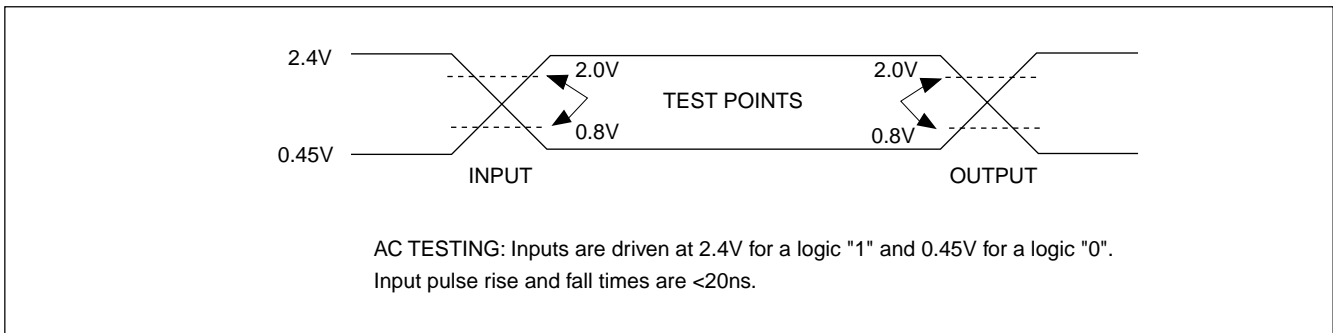 2.4V
2.0V
2.0V
TEST POINTS
0.8V
0.8V
0.45V
INPUT
OUTPUT
AC TESTING: Inputs are driven at 2.4V for a logic "1" and 0.45V for a logic "0".
Input pulse rise and fall times are <20ns.